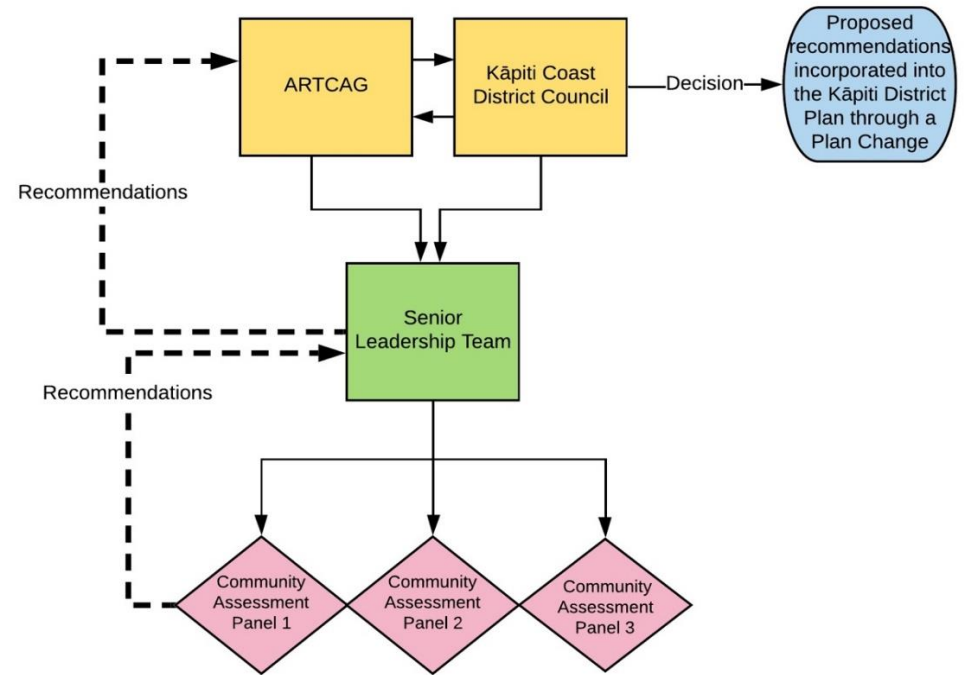 ARTCAG
Kāpiti Coast
District Council
Decision
Proposed
recommendations
incorporated into
the Kāpiti District
Plan through a
Plan Change
Recommendations
Senior
Leadership Team
Recommendations
Community
Assessment
Panel 1
Community
Assessment
Panel 2
Community
Assessment
Panel 3